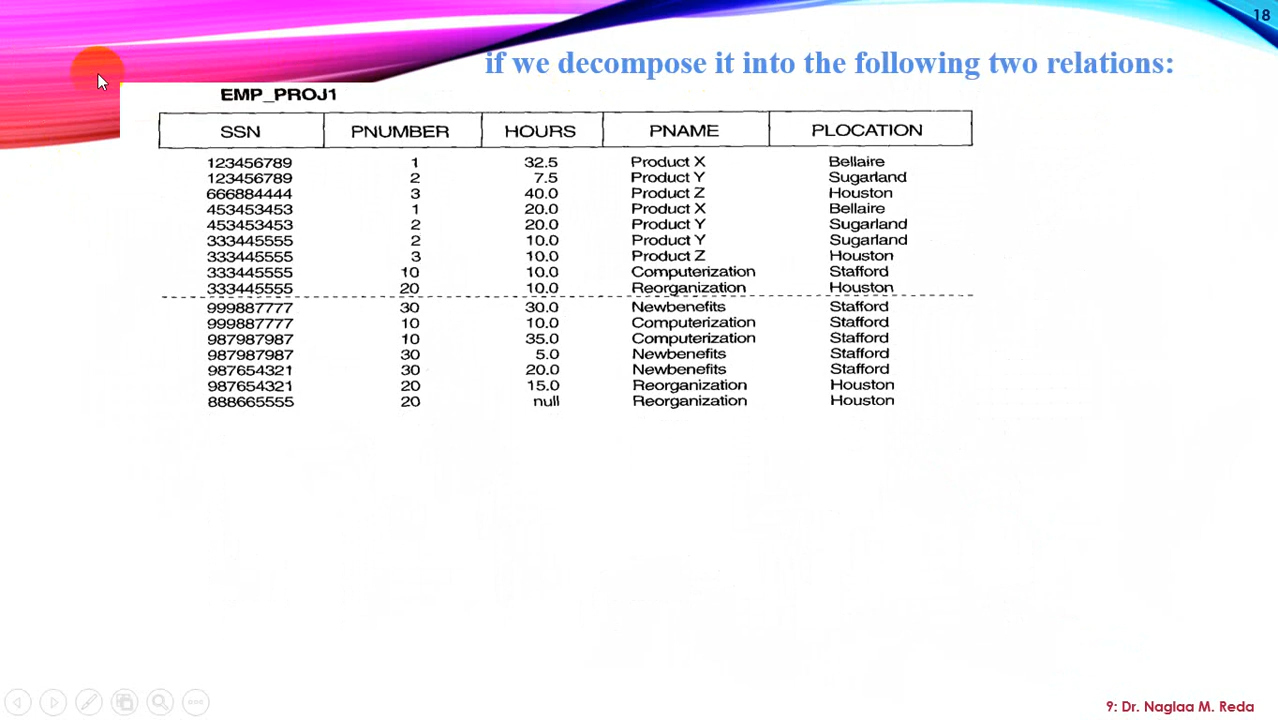 18
if we decompose it into the following two relations:
EMP_PROJ1
SSN PNUMBER HOURS PNAME PLOCATION
123456789 1 32.5 Product X Bellaire
123456789 2 7.5 Product Y Sugarland
666884444 3 40.0 Product Z Houston
453453453 1 20.0 Product X Bellaire
453453453 2 20.0 Product Y Sugarland
333445555 2 10.0 Product Y Sugarland
333445555 3 10.0 Product Z Houston
333445555 10 10.0 Computerization Stafford
333445555 20 10.0 Reorganization Houston
999887777 30 30.0 Newbenefits Stafford
999887777 10 10.0 Computerization Stafford
987987987 10 35.0 Computerization Stafford
987987987 30 5.0 Newbenefits Stafford
987654321 30 20.0 Newbenefits Stafford
987654321 20 15.0 Reorganization Houston
888665555 20 null Reorganization Houston
9: Dr. Naglaa M. Reda